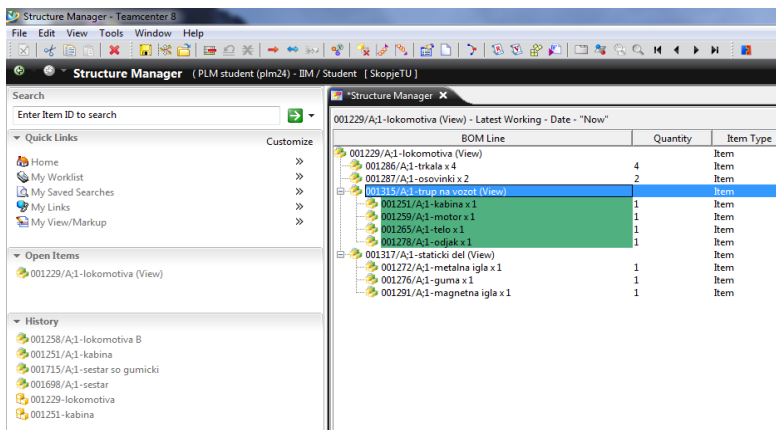 Structure Manager - Teamcenter 8
File Edit View Tools Window Help
Structure Manager ( PLM student (plm24) - IIM / Student [ SkopjeTU ]
Search
Enter Item ID to search
Quick Links Customize
Home »
My Worklist »
My Saved Searches »
My Links »
My View/Markup »
Open Items
001229/A;1-lokomotiva (View)
History
001258/A;1-lokomotiva B
001251/A;1-kabina
001715/A;1-sestar so gumicki
001698/A;1-sestar
001229-lokomotiva
001251-kabina
*Structure Manager
001229/A;1-lokomotiva (View) - Latest Working - Date - "Now"
BOM Line Quantity Item Type
001229/A;1-lokomotiva (View) Item
001286/A;1-trkala x 4 4 Item
001287/A;1-osovinki x 2 2 Item
001315/A;1-trup na vozot (View) Item
001251/A;1-kabina x 1 1 Item
001259/A;1-motor x 1 1 Item
001265/A;1-telo x 1 1 Item
001278/A;1-odjak x 1 1 Item
001317/A;1-staticki del (View) Item
001272/A;1-metalna igla x 1 1 Item
001276/A;1-guma x 1 1 Item
001291/A;1-magnetna igla x 1 1 Item